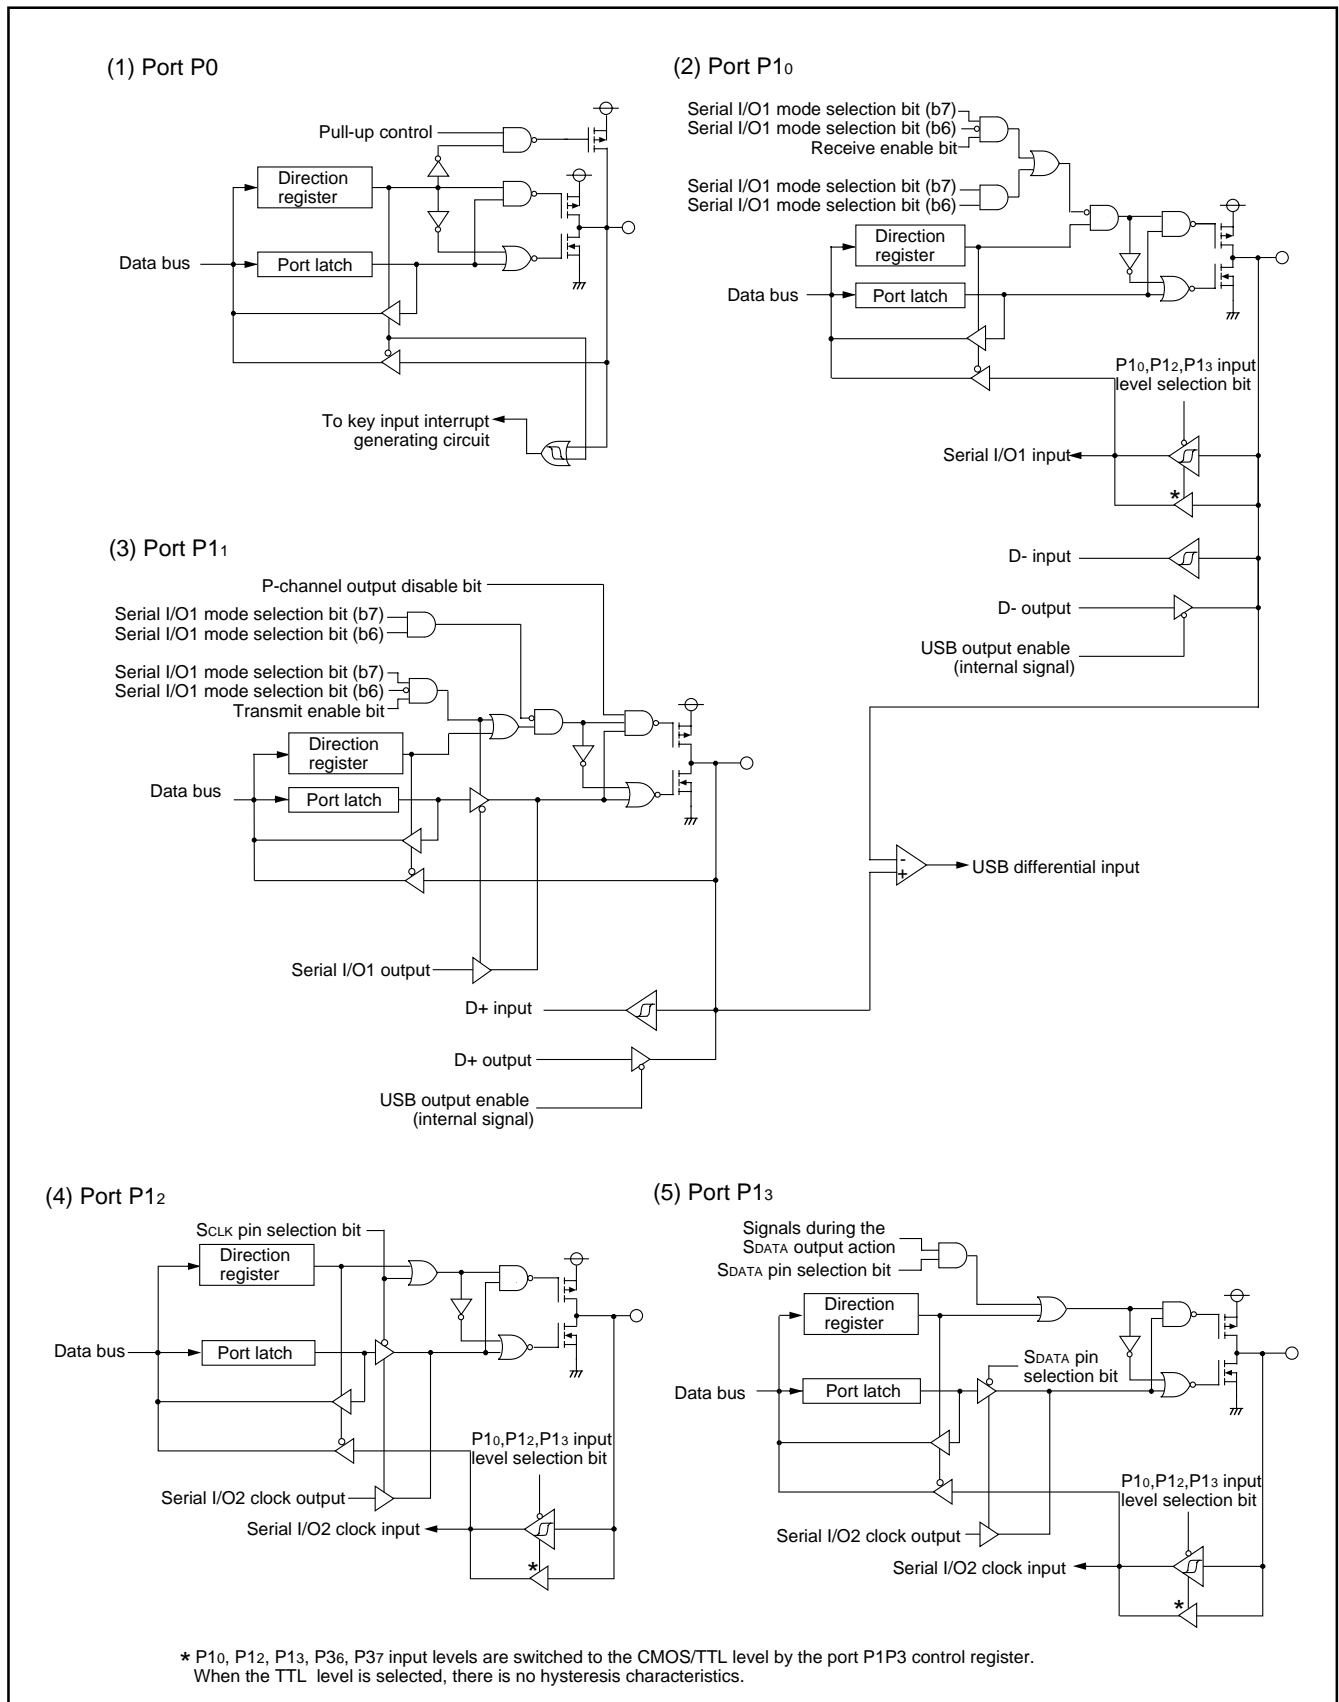 (1) Port P0
Pull-up control
Direction
register
Data bus
Port latch
To key input interrupt
generating circuit
(2) Port P10
Serial I/O1 mode selection bit (b7)
Serial I/O1 mode selection bit (b6)
Receive enable bit
Serial I/O1 mode selection bit (b7)
Serial I/O1 mode selection bit (b6)
Direction
register
Data bus
Port latch
P10,P12,P13 input
level selection bit
Serial I/O1 input
*
D- input
D- output
USB output enable
(internal signal)
(3) Port P11
P-channel output disable bit
Serial I/O1 mode selection bit (b7)
Serial I/O1 mode selection bit (b6)
Serial I/O1 mode selection bit (b7)
Serial I/O1 mode selection bit (b6)
Transmit enable bit
Direction
register
Data bus
Port latch
-
+
USB differential input
Serial I/O1 output
D+ input
D+ output
USB output enable
(internal signal)
(4) Port P12
SCLK pin selection bit
Direction
register
Data bus
Port latch
P10,P12,P13 input
level selection bit
Serial I/O2 clock output
Serial I/O2 clock input
*
(5) Port P13
Signals during the
SDATA output action
SDATA pin selection bit
Direction
register
SDATA pin
selection bit
Data bus
Port latch
P10,P12,P13 input
level selection bit
Serial I/O2 clock output
Serial I/O2 clock input
*
* P10, P12, P13, P36, P37 input levels are switched to the CMOS/TTL level by the port P1P3 control register.
When the TTL level is selected, there is no hysteresis characteristics.